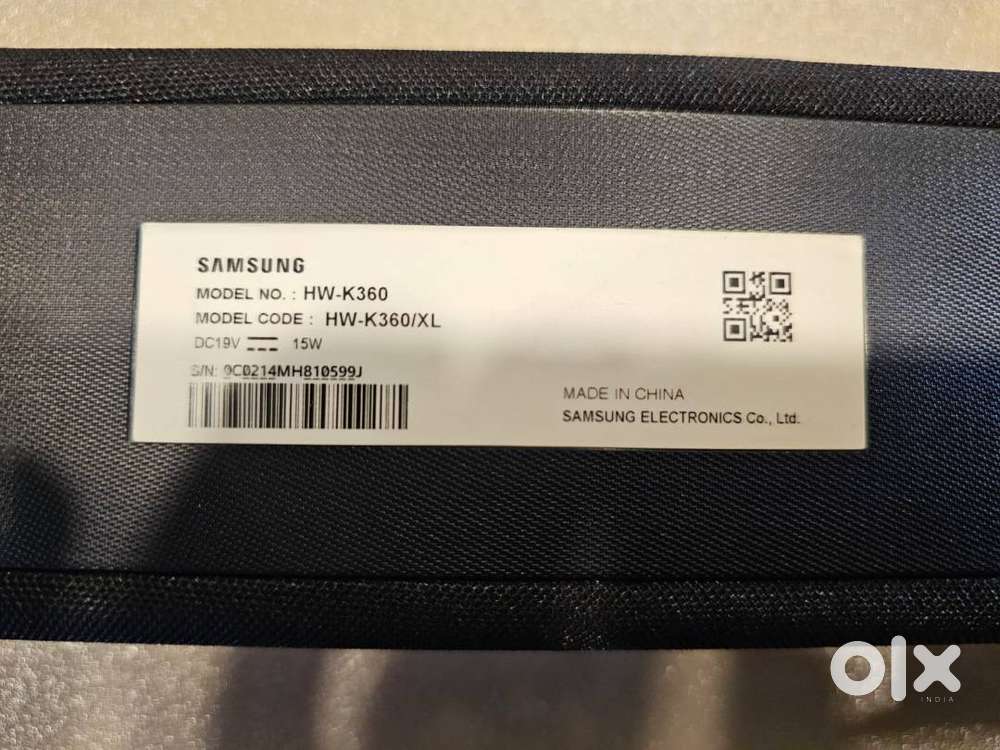 SAMSUNG
MODEL NO. : HW-K360
MODEL CODE : HW-K360/XL
DC19V 15W
S/N: 0C0214MH810599J
MADE IN CHINA
SAMSUNG ELECTRONICS Co., Ltd.
olx
INDIA